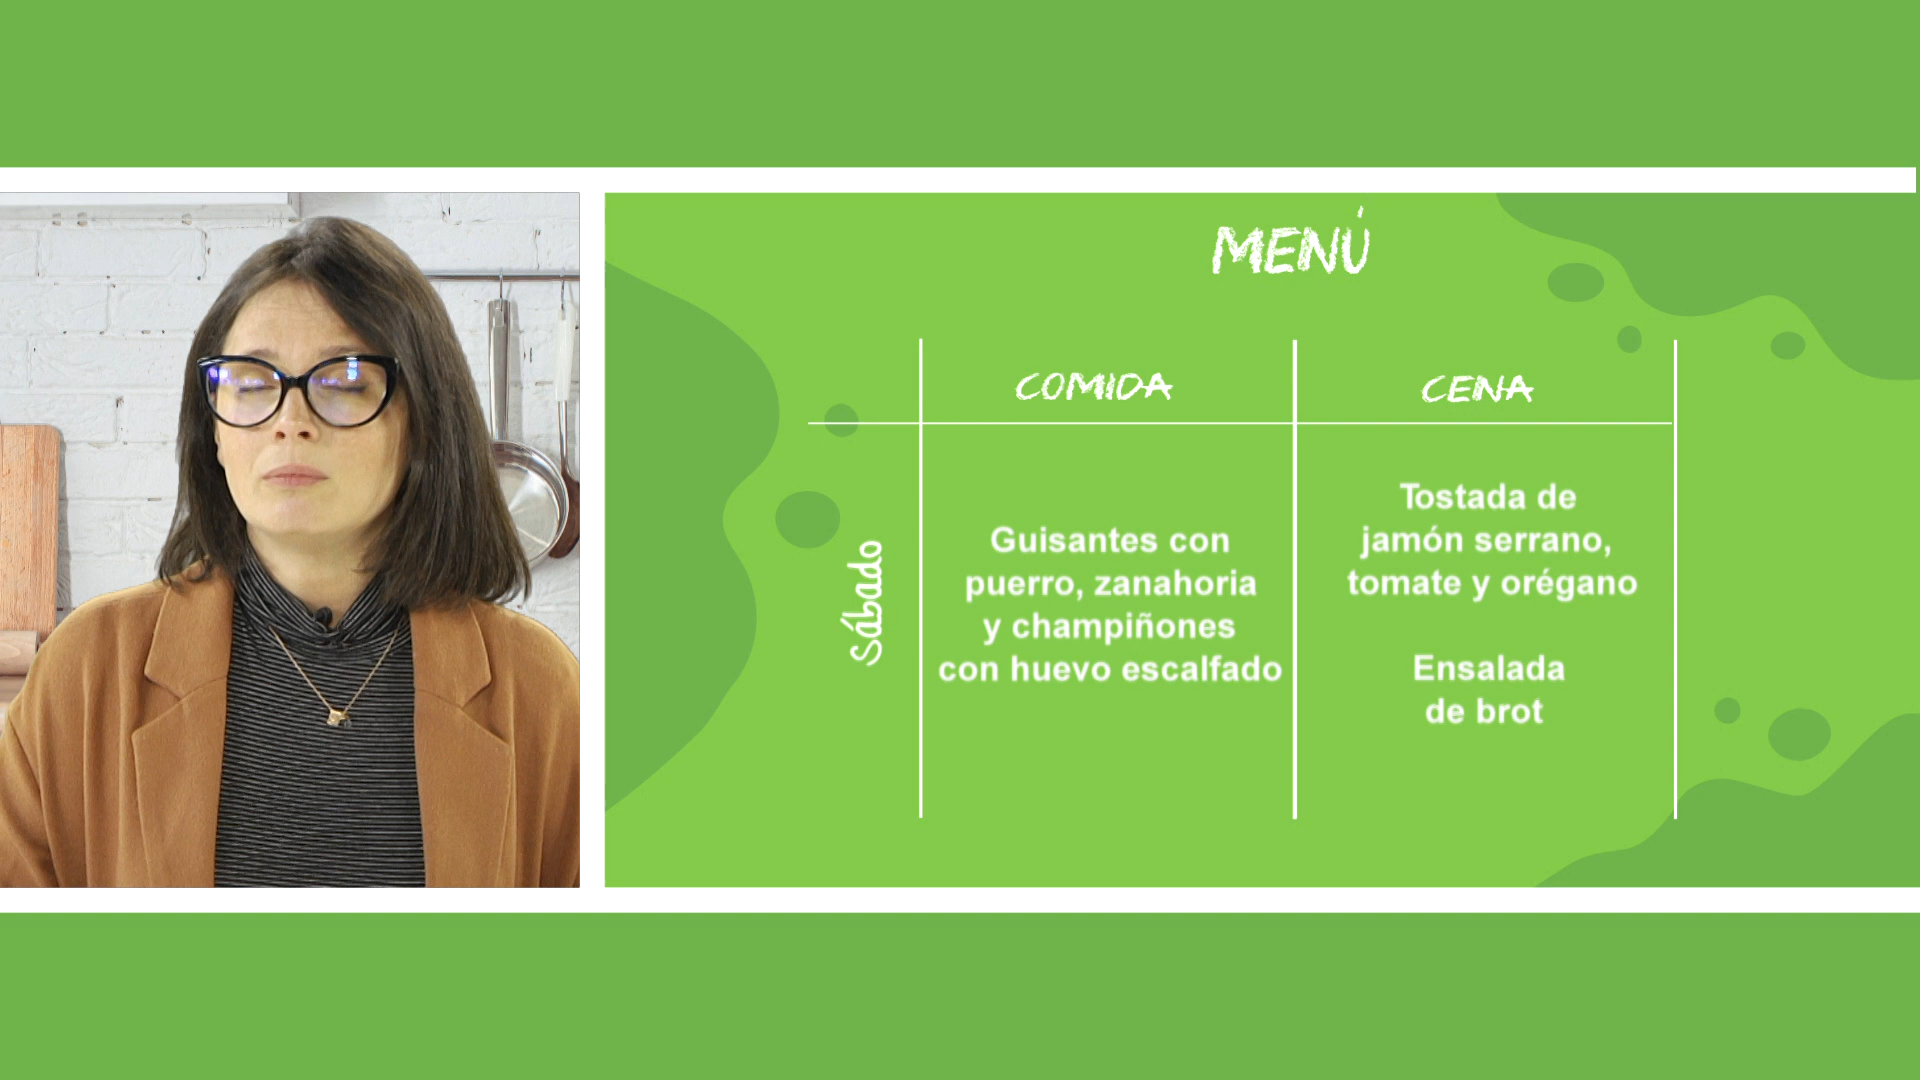 MENÚ
COMIDA
CENA
Sábado
Guisantes con
puerro, zanahoria
y champiñones
con huevo escalfado
Tostada de
jamón serrano,
tomate y orégano
Ensalada
de brot